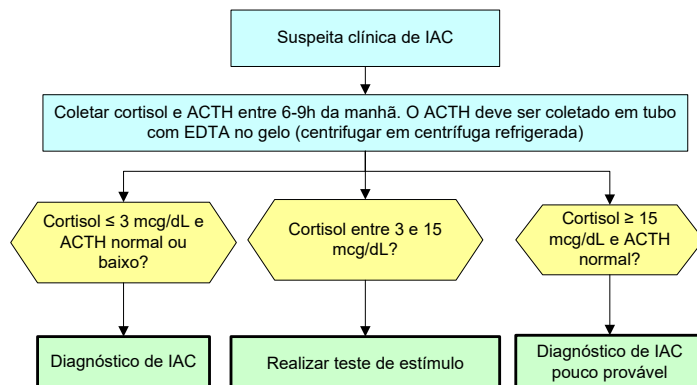 Suspeita clínica de IAC
Coletar cortisol e ACTH entre 6-9h da manhã. O ACTH deve ser coletado em tubo
com EDTA no gelo (centrifugar em centrífuga refrigerada)
Cortisol ≤ 3 mcg/dL e
ACTH normal ou
baixo?
Cortisol entre 3 e 15
mcg/dL?
Cortisol ≥ 15
mcg/dL e ACTH
normal?
Diagnóstico de IAC
Realizar teste de estímulo
Diagnóstico de IAC
pouco provável